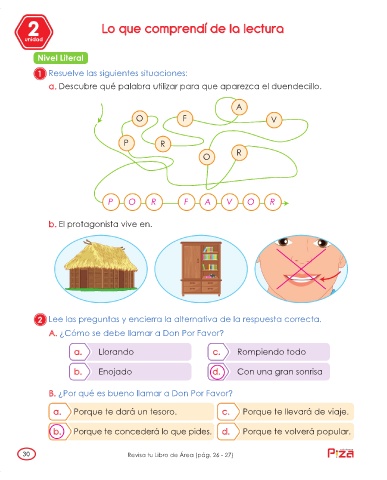 2
unidad
Lo que comprendí de la lectura
Nivel Literal
1 Resuelve las siguientes situaciones:
a. Descubre qué palabra utilizar para que aparezca el duendecillo.
A
O F V
P R
O R
P O R F A V O R
b. El protagonista vive en.
2 Lee las preguntas y encierra la alternativa de la respuesta correcta.
A. ¿Cómo se debe llamar a Don Por Favor?
a. Llorando c. Rompiendo todo
b. Enojado d. Con una gran sonrisa
B. ¿Por qué es bueno llamar a Don Por Favor?
a. Porque te dará un tesoro. c. Porque te llevará de viaje.
b. Porque te concederá lo que pides. d. Porque te volverá popular.
30 Revisa tu Libro de Área (pág. 26 - 27)
Piza